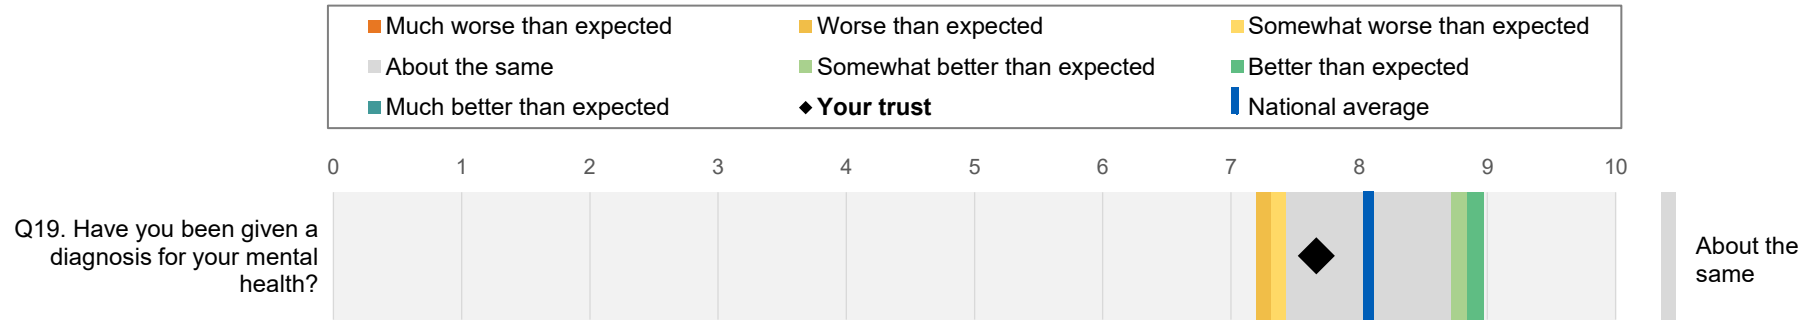 Much worse than expected
Worse than expected
Somewhat worse than expected
About the same
Somewhat better than expected
Better than expected
Much better than expected
Your trust
National average
0 1 2 3 4 5 6 7 8 9 10
Q19. Have you been given a
diagnosis for your mental
health?
About the
same